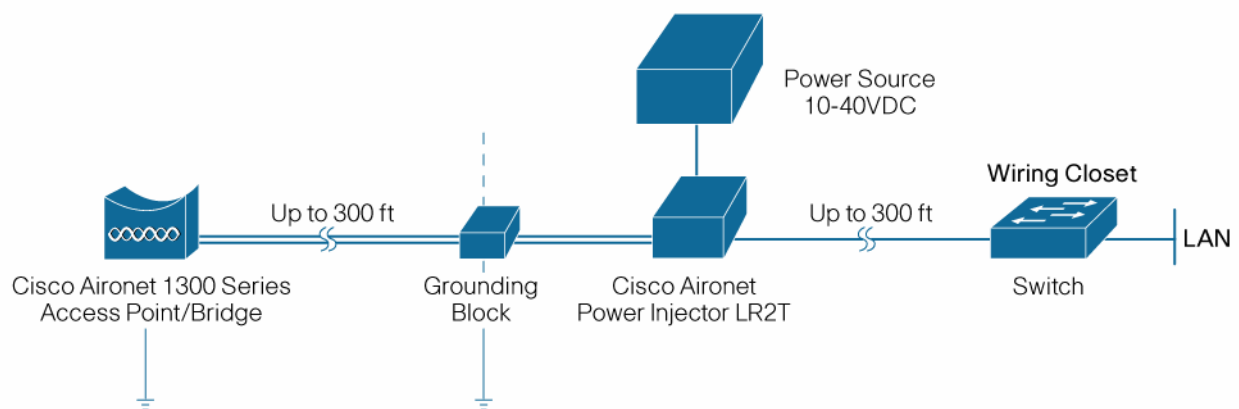 Power Source
10-40VDC
Wiring Closet
Up to 300 ft
Up to 300 ft
LAN
Cisco Aironet 1300 Series
Access Point/Bridge
Grounding
Block
Cisco Aironet
Power Injector LR2T
Switch